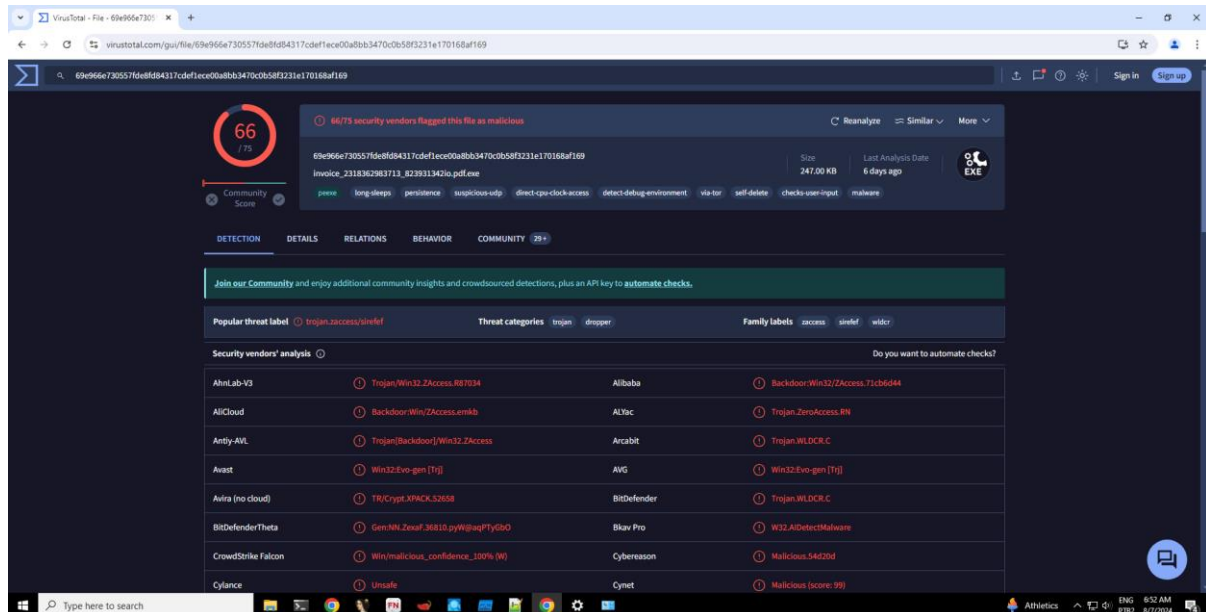 VirusTotal - File - 69e966e7305
virustotal.com/gui/file/69e966e730557fde8fd84317cdef1ece00a8bb3470c0b58f3231e170168af169
69e966e730557fde8fd84317cdef1ece00a8bb3470c0b58f3231e170168af169
Sign in Sign up
66
/ 75
Community
Score
66/75 security vendors flagged this file as malicious
Reanalyze Similar More
69e966e730557fde8fd84317cdef1ece00a8bb3470c0b58f3231e170168af169
invoice_2318362983713_823931342io.pdf.exe
Size
247.00 KB
Last Analysis Date
6 days ago
EXE
peexe long-sleeps persistence suspicious-udp direct-cpu-clock-access detect-debug-environment via-tor self-delete checks-user-input malware
DETECTION DETAILS RELATIONS BEHAVIOR COMMUNITY 29+
Join our Community and enjoy additional community insights and crowdsourced detections, plus an API key to automate checks.
Popular threat label trojan.zaccess/sirefef Threat categories trojan dropper Family labels zaccess sirefef wldcr
Security vendors' analysis Do you want to automate checks?
AhnLab-V3 Trojan/Win32.ZAccess.R87034 Alibaba Backdoor:Win32/ZAccess.71cb6d44
AliCloud Backdoor:Win/ZAccess.emkb ALYac Trojan.ZeroAccess.RN
Antiy-AVL Trojan[Backdoor]/Win32.ZAccess Arcabit Trojan.WLDCR.C
Avast Win32:Evo-gen [Trj] AVG Win32:Evo-gen [Trj]
Avira (no cloud) TR/Crypt.XPACK.52658 BitDefender Trojan.WLDCR.C
BitDefenderTheta Gen:NN.Zexaf.36810.pyW@aqPTyGbO Bkav Pro W32.AIDetectMalware
CrowdStrike Falcon Win/malicious_confidence_100% (W) Cybereason Malicious.54d20d
Cylance Unsafe Cynet Malicious (score: 99)
Type here to search
FN
Athletics
ENG 6:52 AM
PTB2 8/7/2024